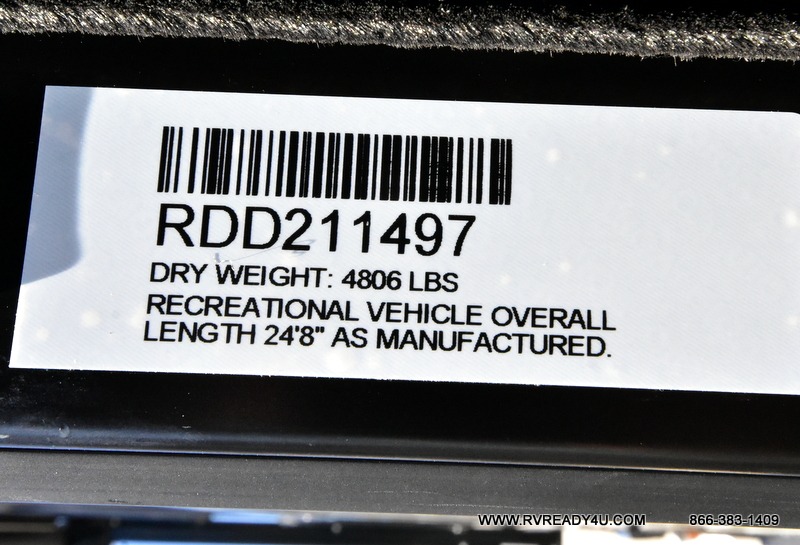 RDD211497
DRY WEIGHT: 4806 LBS
RECREATIONAL VEHICLE OVERALL
LENGTH 24'8" AS MANUFACTURED.
WWW.RVREADY4U.COM 866-383-1409